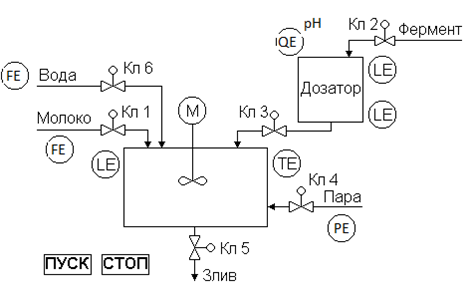 pH
Кл 2
Фермент
QE
FE
Вода
Кл 6
LE
Дозатор
Молоко
Кл 1
M
Кл 3
LE
FE
LE
TE
Кл 4
Пара
PE
Кл 5
ПУСК
СТОП
Злив